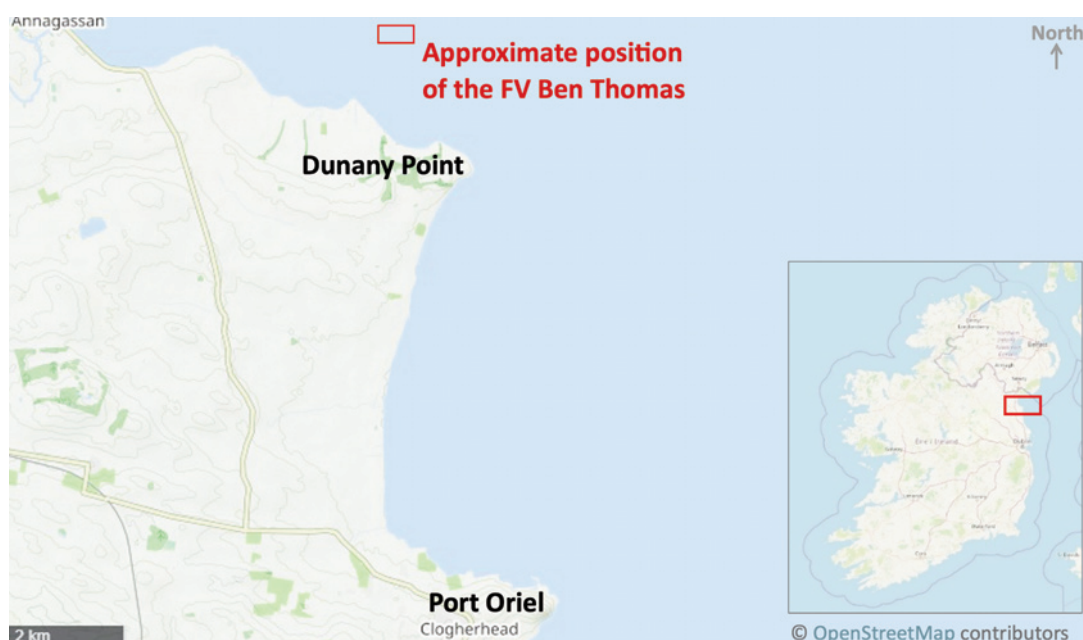 Annagassan
Approximate position
of the FV Ben Thomas
North
↑
Dunany Point
Port Oriel
Clogherhead
2 km
© OpenStreetMap contributors